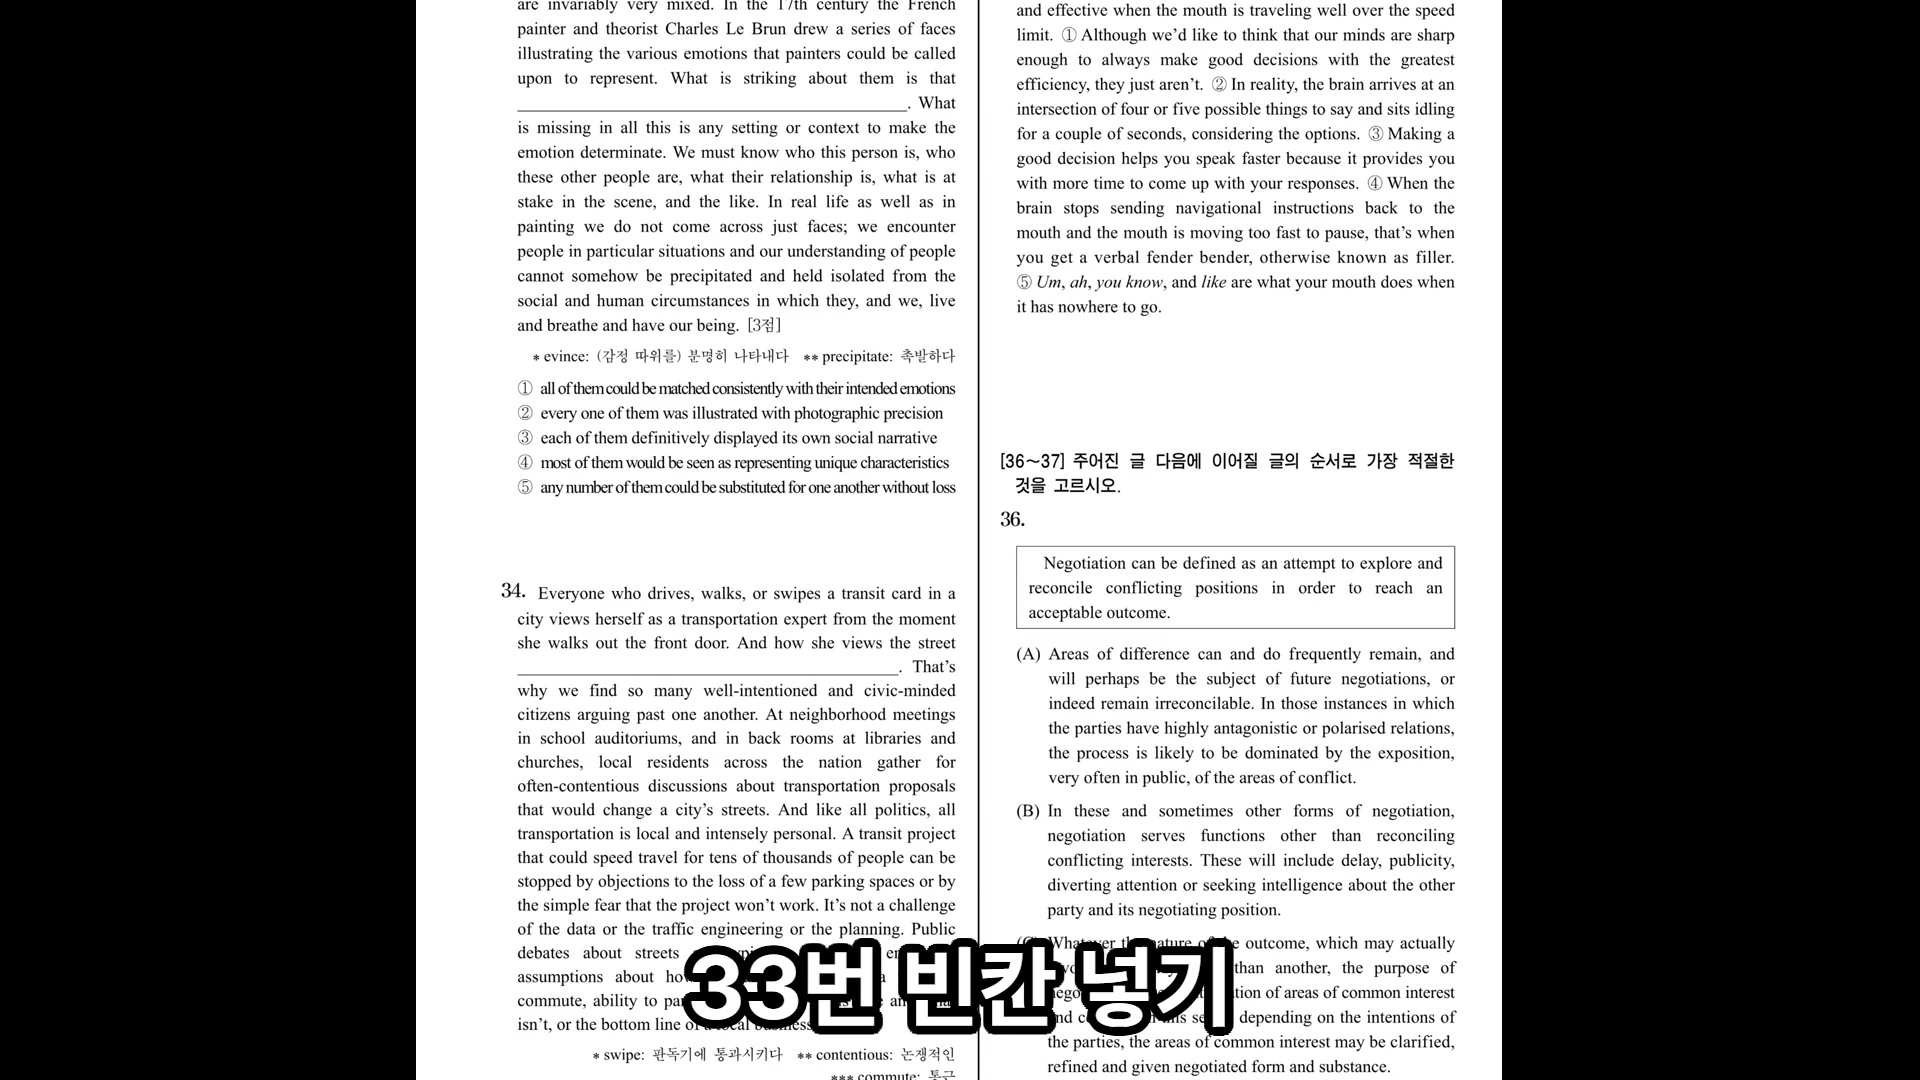 are invariably very mixed. In the 17th century the French
painter and theorist Charles Le Brun drew a series of faces
illustrating the various emotions that painters could be called
upon to represent. What is striking about them is that
. What
is missing in all this is any setting or context to make the
emotion determinate. We must know who this person is, who
these other people are, what their relationship is, what is at
stake in the scene, and the like. In real life as well as in
painting we do not come across just faces; we encounter
people in particular situations and our understanding of people
cannot somehow be precipitated and held isolated from the
social and human circumstances in which they, and we, live
and breathe and have our being. [3점]
* evince: (감정 따위를) 분명히 나타내다 ** precipitate: 촉발하다
① all of them could be matched consistently with their intended emotions
② every one of them was illustrated with photographic precision
③ each of them definitively displayed its own social narrative
④ most of them would be seen as representing unique characteristics
⑤ any number of them could be substituted for one another without loss
34. Everyone who drives, walks, or swipes a transit card in a
city views herself as a transportation expert from the moment
she walks out the front door. And how she views the street
. That's
why we find so many well-intentioned and civic-minded
citizens arguing past one another. At neighborhood meetings
in school auditoriums, and in back rooms at libraries and
churches, local residents across the nation gather for
often-contentious discussions about transportation proposals
that would change a city's streets. And like all politics, all
transportation is local and intensely personal. A transit project
that could speed travel for tens of thousands of people can be
stopped by objections to the loss of a few parking spaces or by
the simple fear that the project won't work. It's not a challenge
of the data or the traffic engineering or the planning. Public
debates about streets
assumptions about
commute, ability to
isn't, or the bottom line of a local business
* swipe: 판독기에 통과시키다 ** contentious: 논쟁적인
*** commute: 통근
and effective when the mouth is traveling well over the speed
limit. ① Although we'd like to think that our minds are sharp
enough to always make good decisions with the greatest
efficiency, they just aren't. ② In reality, the brain arrives at an
intersection of four or five possible things to say and sits idling
for a couple of seconds, considering the options. ③ Making a
good decision helps you speak faster because it provides you
with more time to come up with your responses. ④ When the
brain stops sending navigational instructions back to the
mouth and the mouth is moving too fast to pause, that's when
you get a verbal fender bender, otherwise known as filler.
⑤ Um, ah, you know, and like are what your mouth does when
it has nowhere to go.
[36~37] 주어진 글 다음에 이어질 글의 순서로 가장 적절한
것을 고르시오.
36.
Negotiation can be defined as an attempt to explore and
reconcile conflicting positions in order to reach an
acceptable outcome.
(A) Areas of difference can and do frequently remain, and
will perhaps be the subject of future negotiations, or
indeed remain irreconcilable. In those instances in which
the parties have highly antagonistic or polarised relations,
the process is likely to be dominated by the exposition,
very often in public, of the areas of conflict.
(B) In these and sometimes other forms of negotiation,
negotiation serves functions other than reconciling
conflicting interests. These will include delay, publicity,
diverting attention or seeking intelligence about the other
party and its negotiating position.
(C) Whatever the nature of the outcome, which may actually
than another, the purpose of
of areas of common interest
depending on the intentions of
the parties, the areas of common interest may be clarified,
refined and given negotiated form and substance.
33번 빈칸 넣기